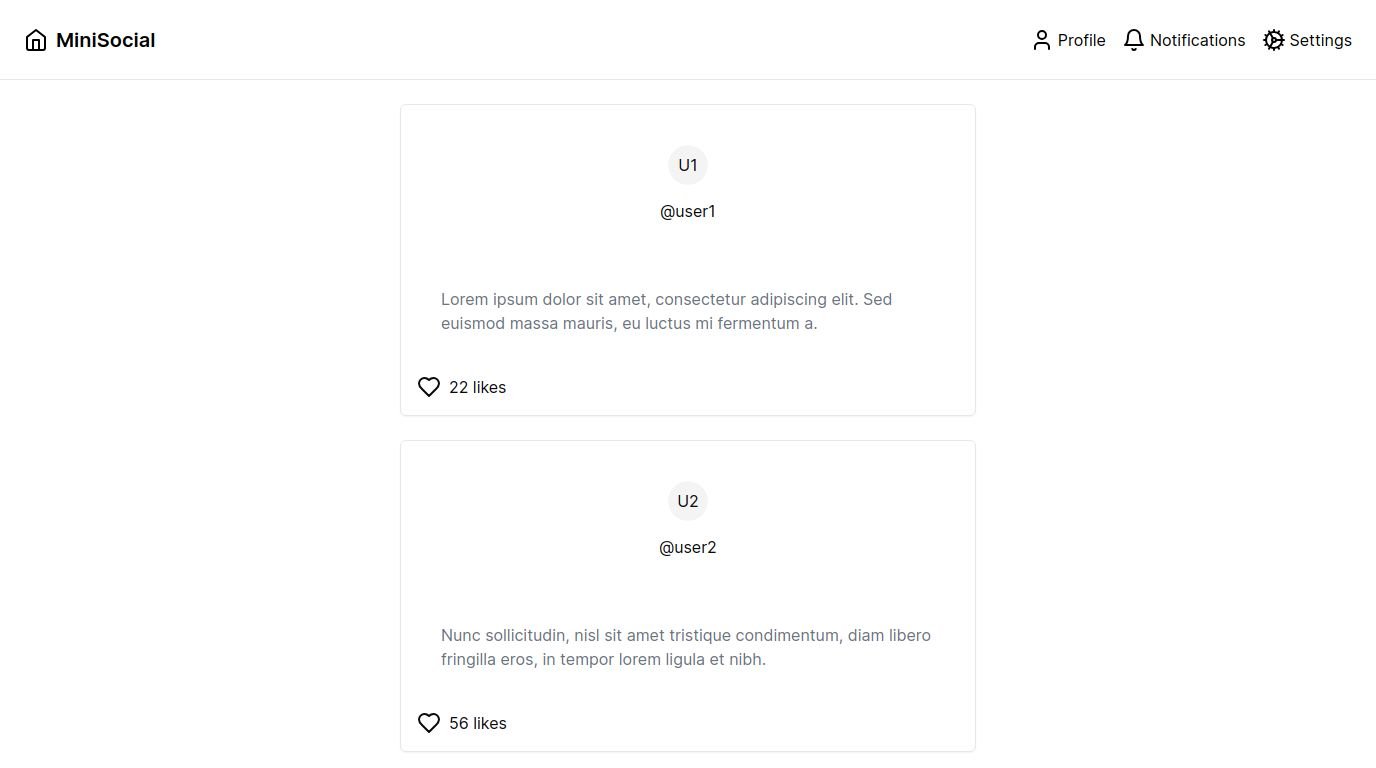 MiniSocial
Profile
Notifications
Settings
U1
@user1
Lorem ipsum dolor sit amet, consectetur adipiscing elit. Sed
euismod massa mauris, eu luctus mi fermentum a.
22 likes
U2
@user2
Nunc sollicitudin, nisl sit amet tristique condimentum, diam libero
fringilla eros, in tempor lorem ligula et nibh.
56 likes